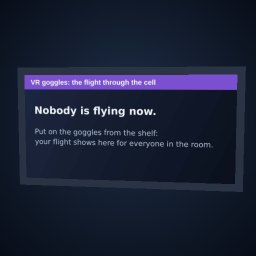 VR goggles: the flight through the cell
Nobody is flying now.
Put on the goggles from the shelf:
your flight shows here for everyone in the room.